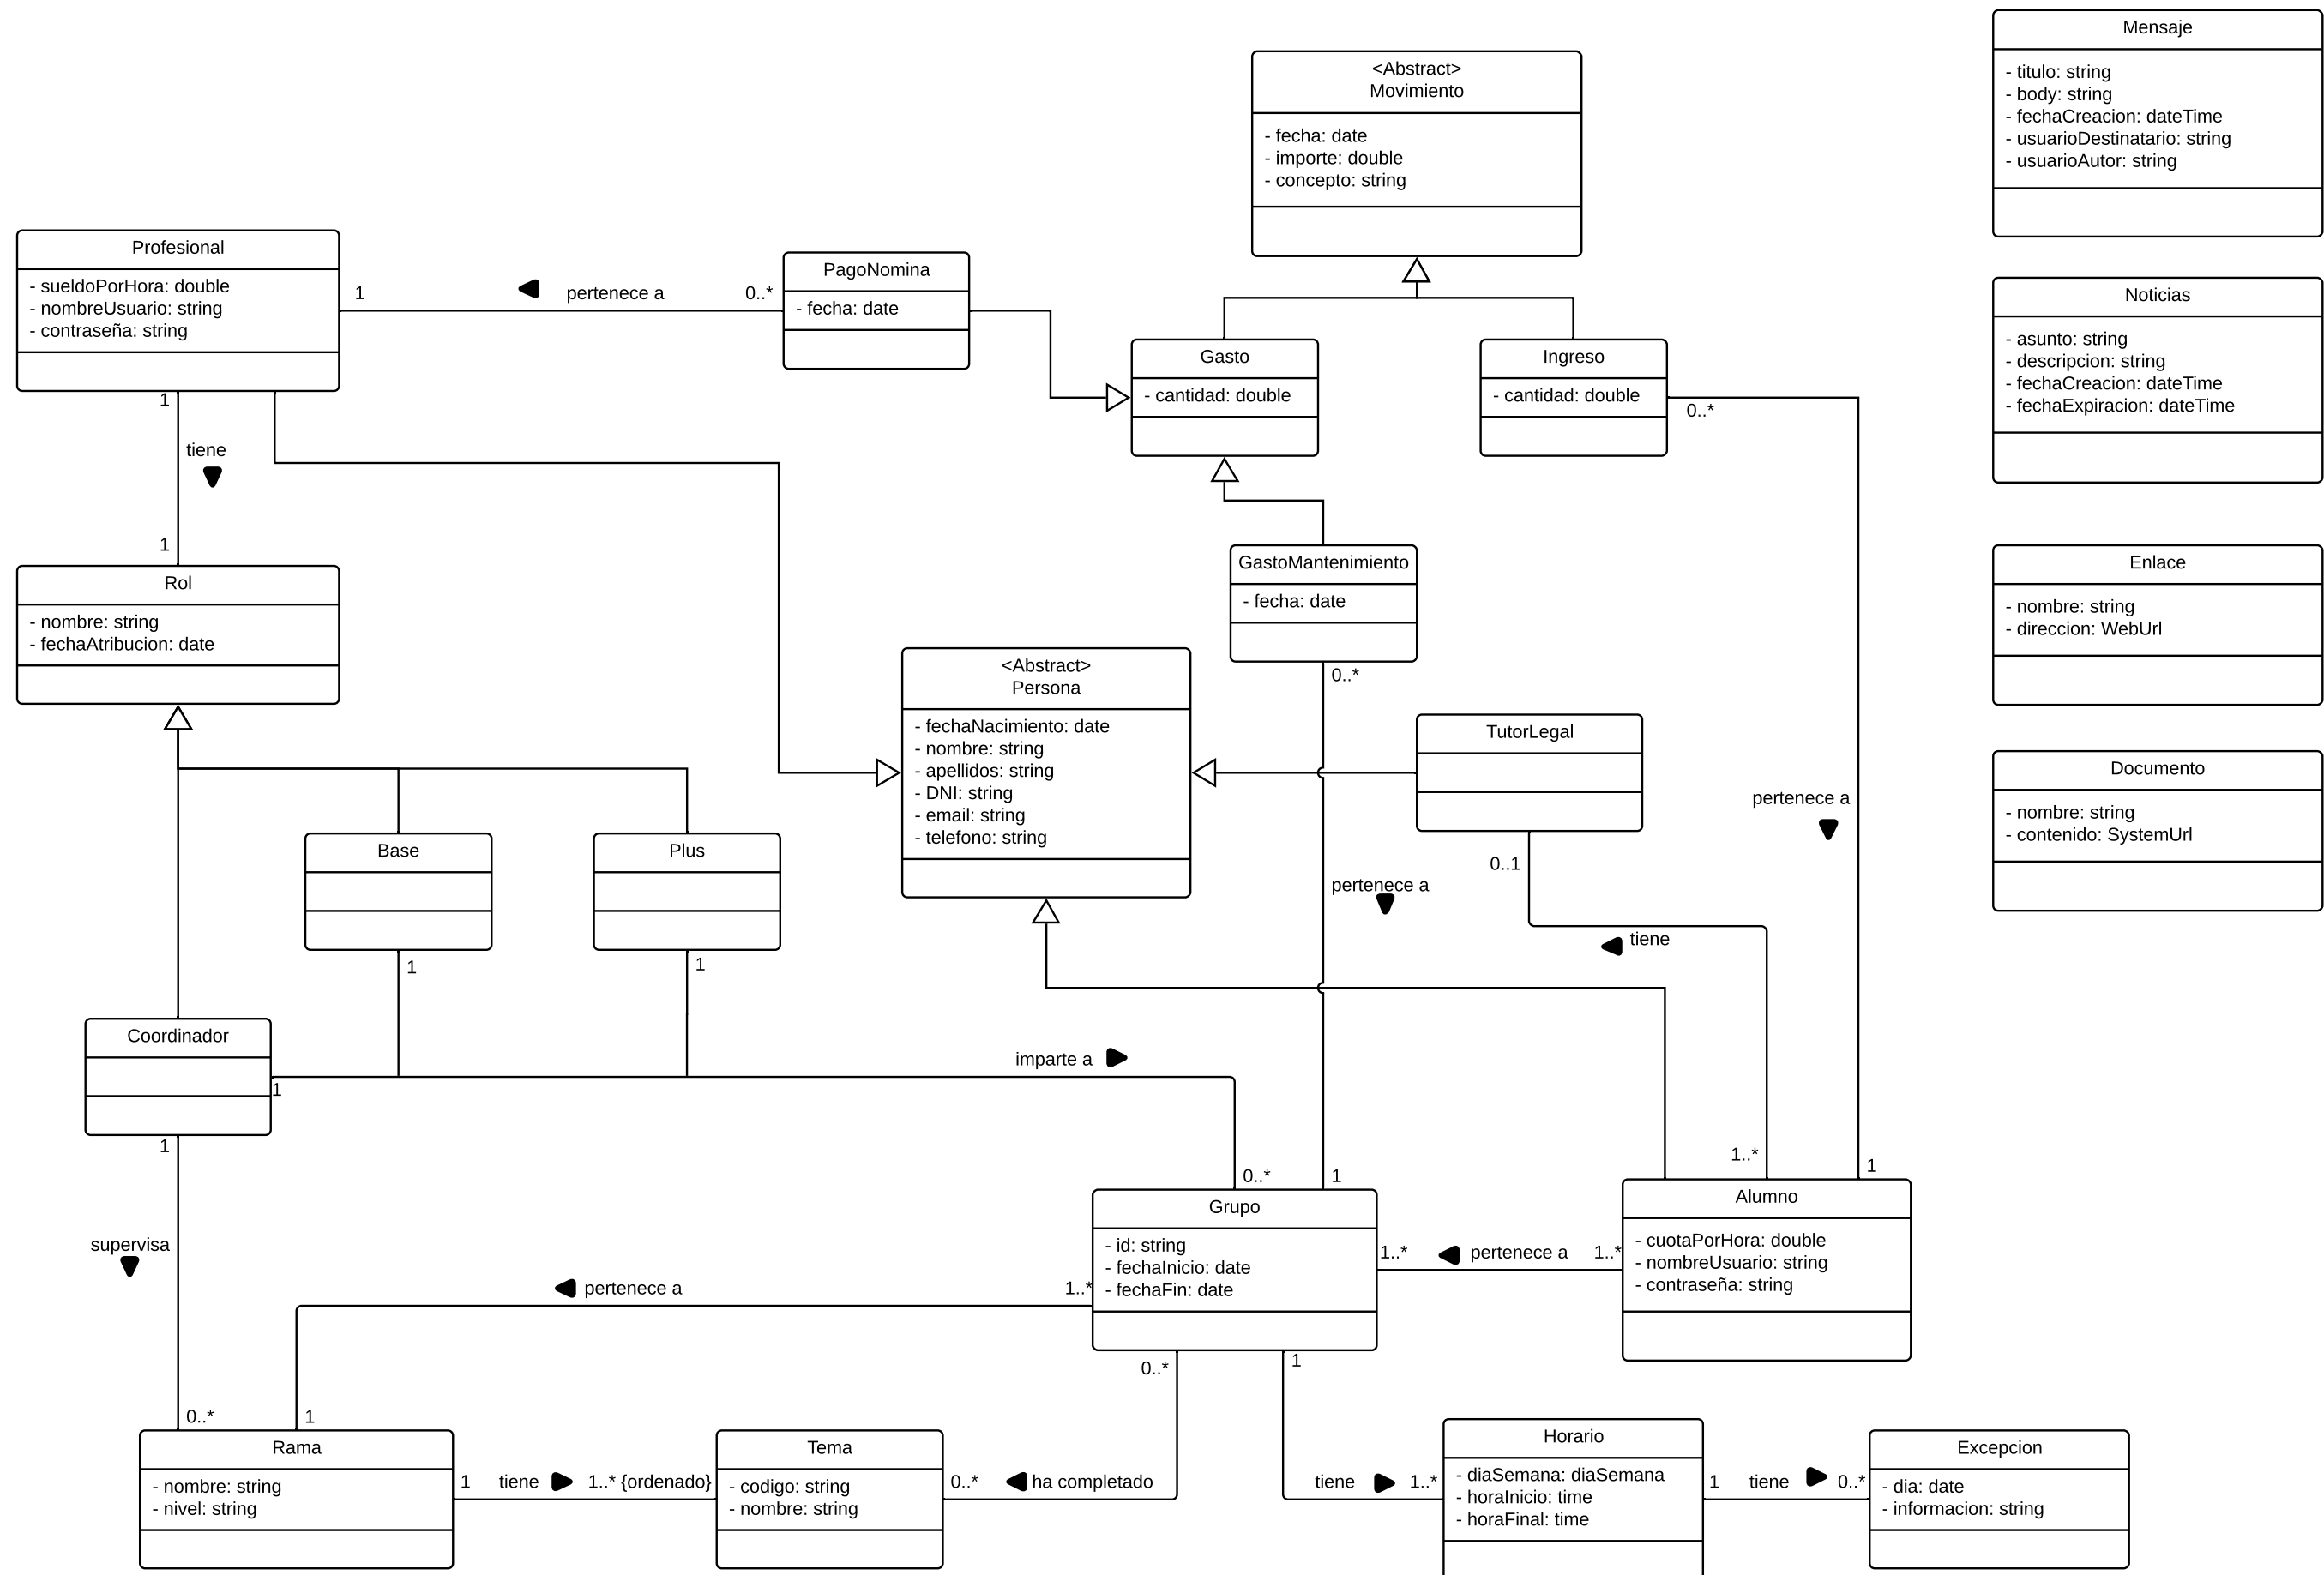 Mensaje
- titulo: string
- body: string
- fechaCreacion: dateTime
- usuarioDestinatario: string
- usuarioAutor: string
<Abstract>
Movimiento
- fecha: date
- importe: double
- concepto: string
Profesional
- sueldoPorHora: double
- nombreUsuario: string
- contraseña: string
1
pertenece a
0..*
PagoNomina
- fecha: date
Noticias
- asunto: string
- descripcion: string
- fechaCreacion: dateTime
- fechaExpiracion: dateTime
Gasto
- cantidad: double
Ingreso
- cantidad: double
0..*
1
tiene
1
Rol
- nombre: string
- fechaAtribucion: date
GastoMantenimiento
- fecha: date
0..*
Enlace
- nombre: string
- direccion: WebUrl
<Abstract>
Persona
- fechaNacimiento: date
- nombre: string
- apellidos: string
- DNI: string
- email: string
- telefono: string
TutorLegal
0..1
Documento
- nombre: string
- contenido: SystemUrl
pertenece a
pertenece a
tiene
Base
1
Plus
1
Coordinador
1
1
imparte a
0..*
1
1..*
1
Grupo
- id: string
- fechaInicio: date
- fechaFin: date
1..*
pertenece a
1..*
Alumno
- cuotaPorHora: double
- nombreUsuario: string
- contraseña: string
supervisa
pertenece a
1..*
0..*
1
0..*
1
Rama
- nombre: string
- nivel: string
1
tiene
1..* {ordenado}
Tema
- codigo: string
- nombre: string
0..*
ha completado
tiene
1..*
Horario
- diaSemana: diaSemana
- horaInicio: time
- horaFinal: time
1
tiene
0..*
Excepcion
- dia: date
- informacion: string